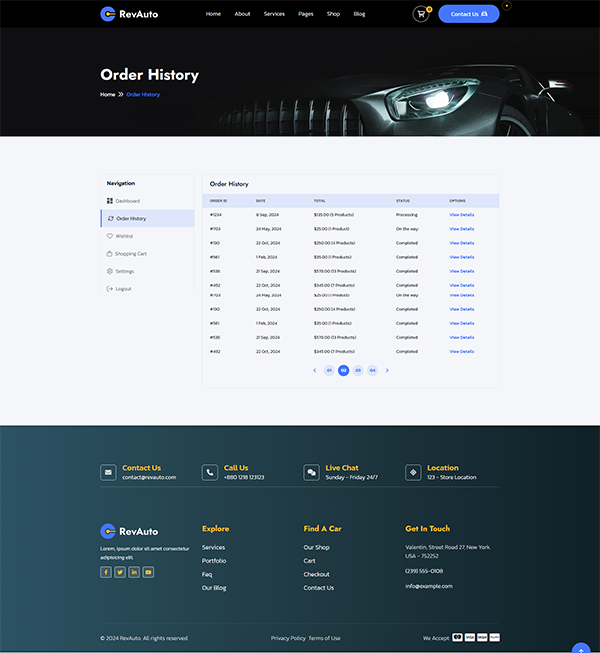 RevAuto
Home About Services Pages Shop Blog
0
Contact Us
Order History
Home Order History
Navigation
Dashboard
Order History
Wishlist
Shopping Cart
Settings
Logout
Order History
ORDER ID DATE TOTAL STATUS OPTIONS
#1234 8 Sep, 2024 $135.00 (5 Products) Processing View Details
#703 24 May, 2024 $25.00 (1 Product) On the way View Details
#130 22 Oct, 2024 $250.00 (4 Products) Completed View Details
#561 1 Feb, 2024 $35.00 (1 Products) Completed View Details
#536 21 Sep, 2024 $578.00 (13 Products) Completed View Details
#492 22 Oct, 2024 $345.00 (7 Products) Completed View Details
#703 24 May, 2024 $25.00 (1 Product) On the way View Details
#130 22 Oct, 2024 $250.00 (4 Products) Completed View Details
#561 1 Feb, 2024 $35.00 (1 Products) Completed View Details
#536 21 Sep, 2024 $578.00 (13 Products) Completed View Details
#492 22 Oct, 2024 $345.00 (7 Products) Completed View Details
01 02 03 04
Contact Us
contact@revauto.com
Call Us
+880 1218 123123
Live Chat
Sunday - Friday 24/7
Location
123 - Store Location
RevAuto
Lorem, ipsum dolor sit amet consectetur
adipisicing elit.
Explore
Services
Portfolio
Faq
Our Blog
Find A Car
Our Shop
Cart
Checkout
Contact Us
Get In Touch
Valentin, Street Road 27, New York
USA - 752252
(239) 555-0108
info@example.com
© 2024 RevAuto. All rights reserved.
Privacy Policy Terms of Use
We Accept